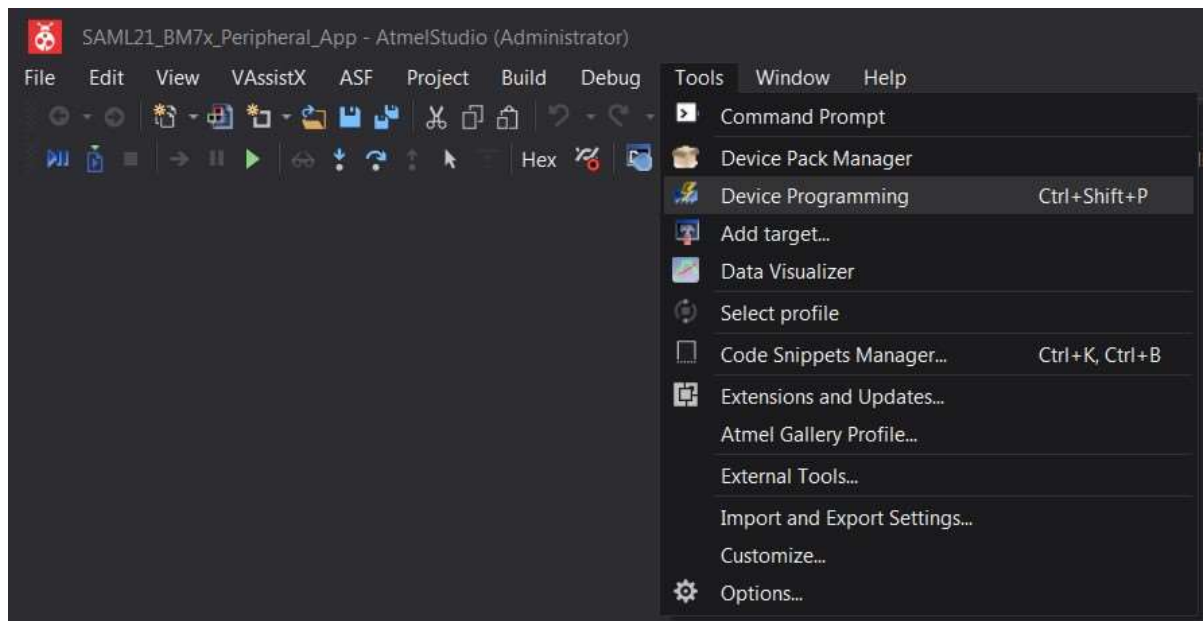 SAML21_BM7x_Peripheral_App - AtmelStudio (Administrator)
File Edit View VAssistX ASF Project Build Debug Tools Window Help
Hex
Command Prompt
Device Pack Manager
Device Programming Ctrl+Shift+P
Add target...
Data Visualizer
Select profile
Code Snippets Manager... Ctrl+K, Ctrl+B
Extensions and Updates...
Atmel Gallery Profile...
External Tools...
Import and Export Settings...
Customize...
Options...